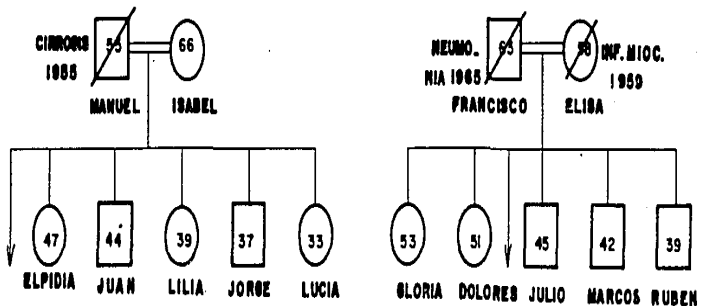 CIRROSIS 55 66 NEUMO. 63 58 INF. MIOC.
1955 NIA 1965 1959
MANUEL ISABEL FRANCISCO ELISA
47 44 39 37 33 53 51 45 42 39
ELPIDIA JUAN LILIA JORGE LUCIA GLORIA DOLORES JULIO MARCOS RUBEN